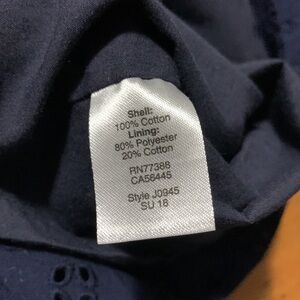 Shell:
100% Cotton
Lining:
80% Polyester
20% Cotton
RN77388
CA56445
Style J0945
SU 18